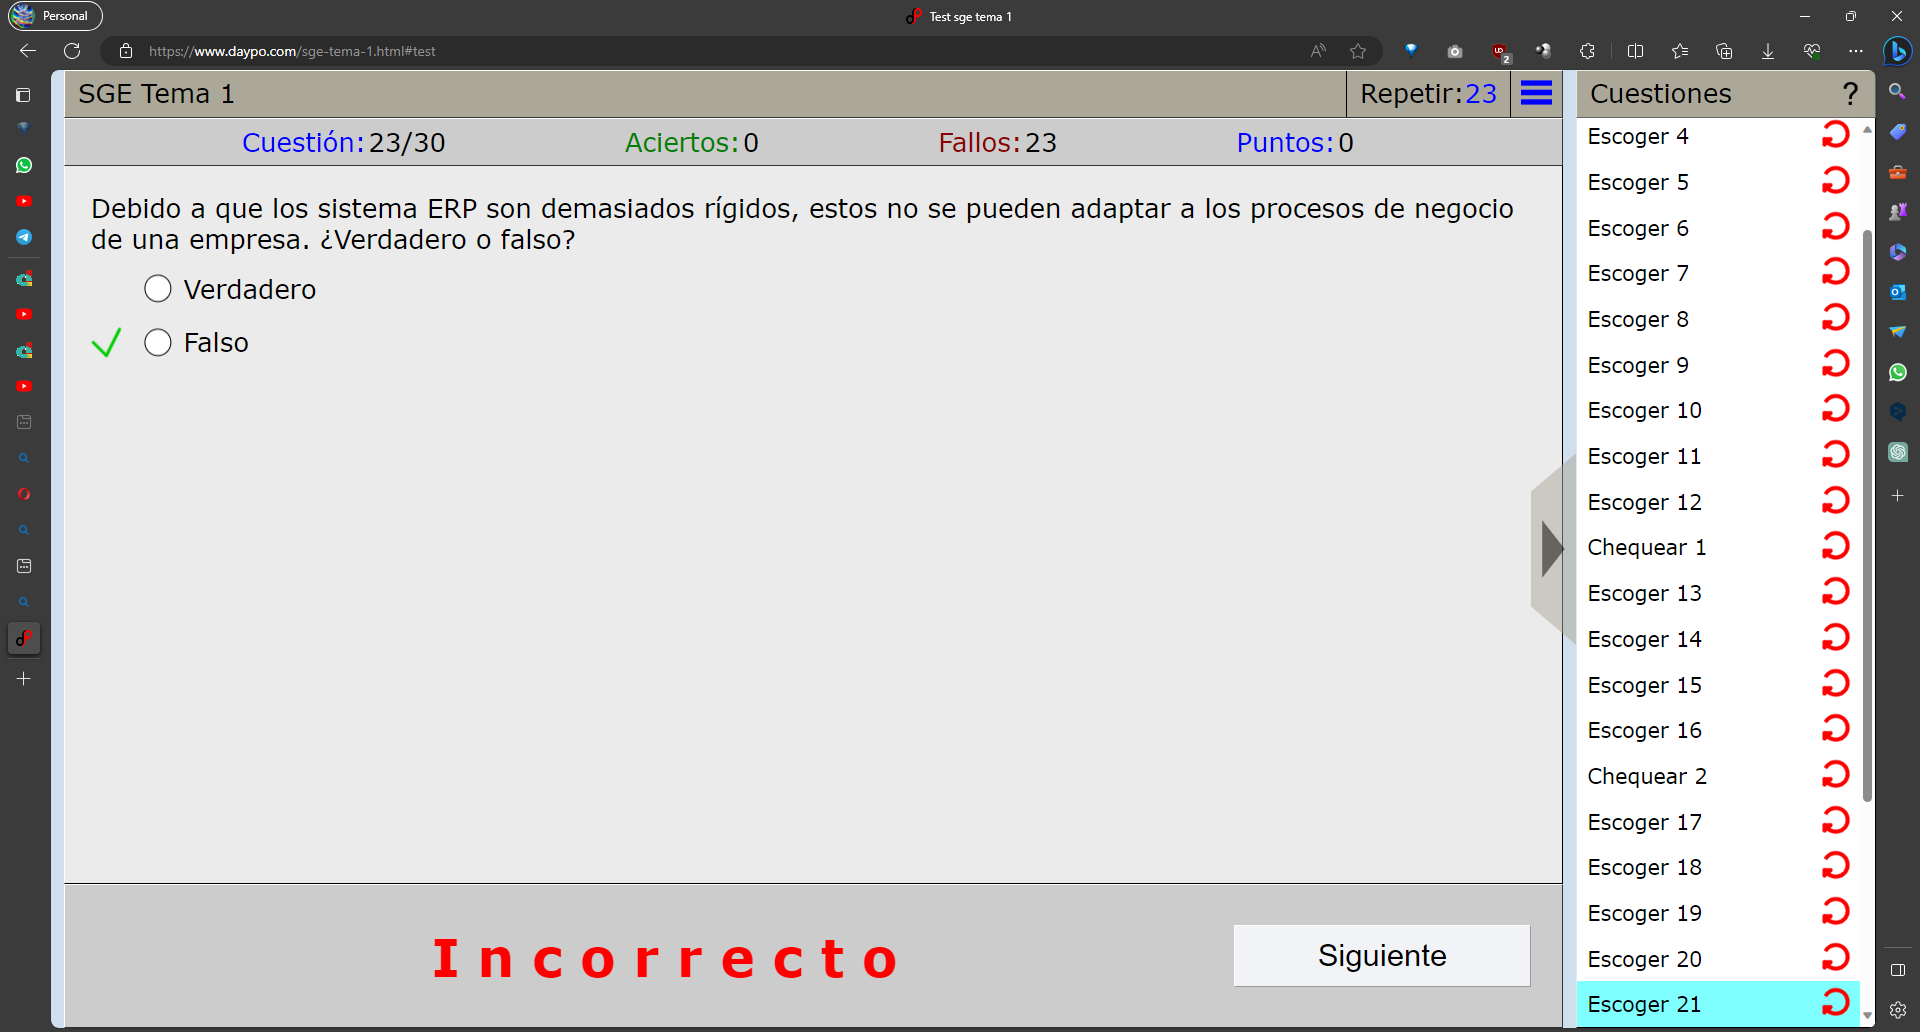 Personal
Test sge tema 1
https://www.daypo.com/sge-tema-1.html#test
SGE Tema 1
Repetir:23
Cuestiones
?
Cuestión:23/30
Aciertos:0
Fallos:23
Puntos:0
Debido a que los sistema ERP son demasiados rígidos, estos no se pueden adaptar a los procesos de negocio
de una empresa. ¿Verdadero o falso?
Verdadero
Falso
Incorrecto
Siguiente
Escoger 4
Escoger 5
Escoger 6
Escoger 7
Escoger 8
Escoger 9
Escoger 10
Escoger 11
Escoger 12
Chequear 1
Escoger 13
Escoger 14
Escoger 15
Escoger 16
Chequear 2
Escoger 17
Escoger 18
Escoger 19
Escoger 20
Escoger 21